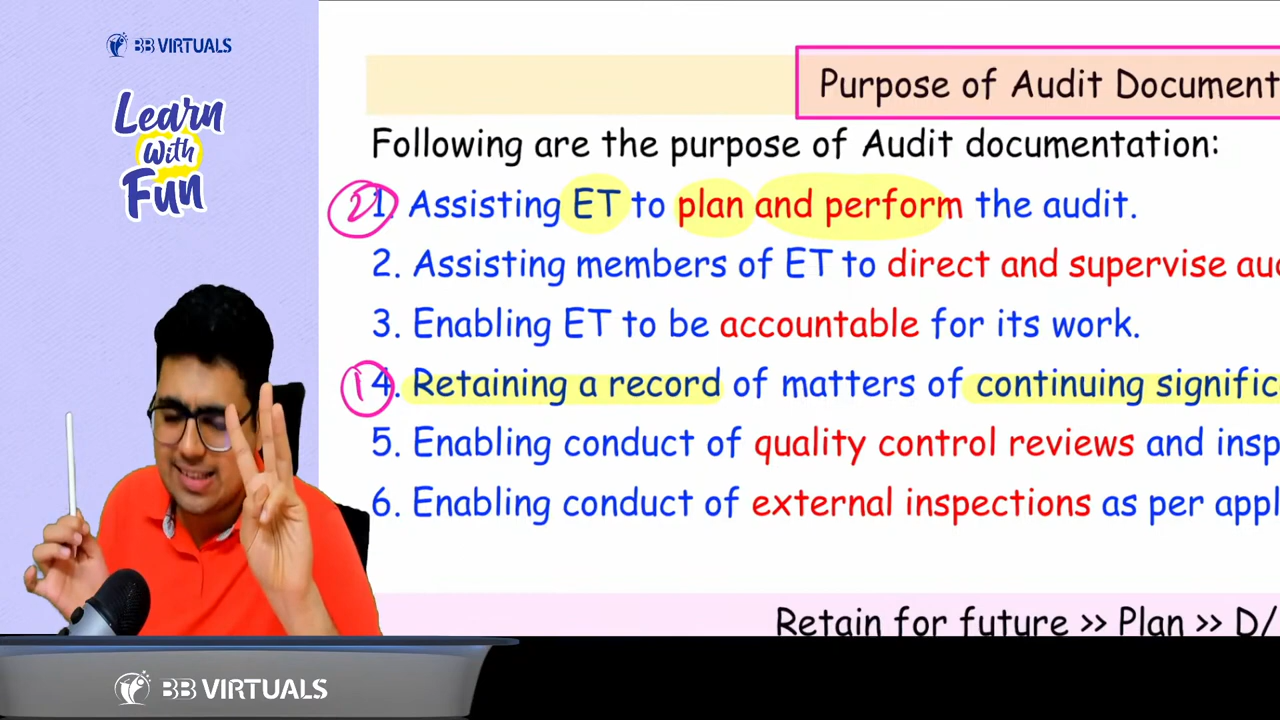 BB VIRTUALS
Learn
With
Fun
Purpose of Audit Document
Following are the purpose of Audit documentation:
2 1. Assisting ET to plan and perform the audit.
2. Assisting members of ET to direct and supervise aud
3. Enabling ET to be accountable for its work.
1 4. Retaining a record of matters of continuing signific
5. Enabling conduct of quality control reviews and insp
6. Enabling conduct of external inspections as per appl
Retain for future >> Plan >> D/
BB VIRTUALS